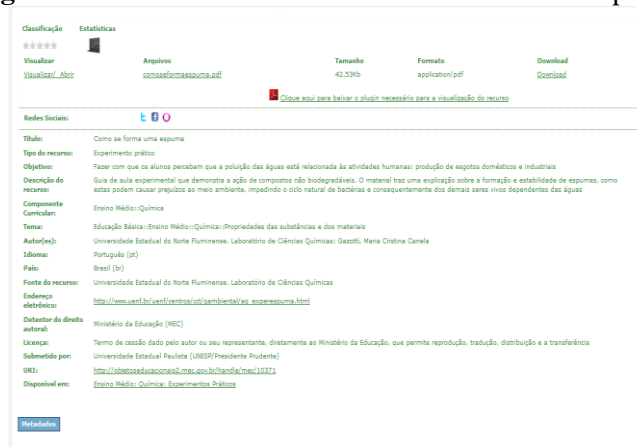 Classificação Estatísticas
Visualizar Arquivos Tamanho Formato Download
Visualizar/ Abrir comoseformaespuma.pdf 42.53Kb application/pdf Download
Clique aqui para baixar o plugin necessário para a visualização do recurso
Redes Sociais:
Título: Como se forma uma espuma
Tipo do recurso: Experimento prático
Objetivo: Fazer com que os alunos percebam que a poluição das águas está relacionada às atividades humanas: produção de esgotos domésticos e industriais
Descrição do recurso: Guia de aula experimental que demonstra a ação de compostos não biodegradáveis. O material traz uma explicação sobre a formação e estabilidade de espumas, como
estas podem causar prejuízos ao meio ambiente, impedindo o ciclo natural de bactérias e consequentemente dos demais seres vivos dependentes das águas
Componente Curricular: Ensino Médio::Química
Tema: Educação Básica::Ensino Médio::Química::Propriedades das substâncias e dos materiais
Autor(es): Universidade Estadual do Norte Fluminense. Laboratório de Ciências Químicas; Gazotti, Maria Cristina Canela
Idioma: Português (pt)
País: Brasil (br)
Fonte do recurso: Universidade Estadual do Norte Fluminense. Laboratório de Ciências Químicas
Endereço eletrônico: http://www.uenf.br/uenf/centros/cct/qambiental/ag_experespuma.html
Detentor do direito autoral: Ministério da Educação (MEC)
Licença: Termo de cessão dado pelo autor ou seu representante, diretamente ao Ministério da Educação, que permite reprodução, tradução, distribuição e a transferência
Submetido por: Universidade Estadual Paulista (UNESP/Presidente Prudente)
URI: http://objetoseducacionais2.mec.gov.br/handle/mec/10371
Disponível em: Ensino Médio: Química: Experimentos Práticos
Metadados